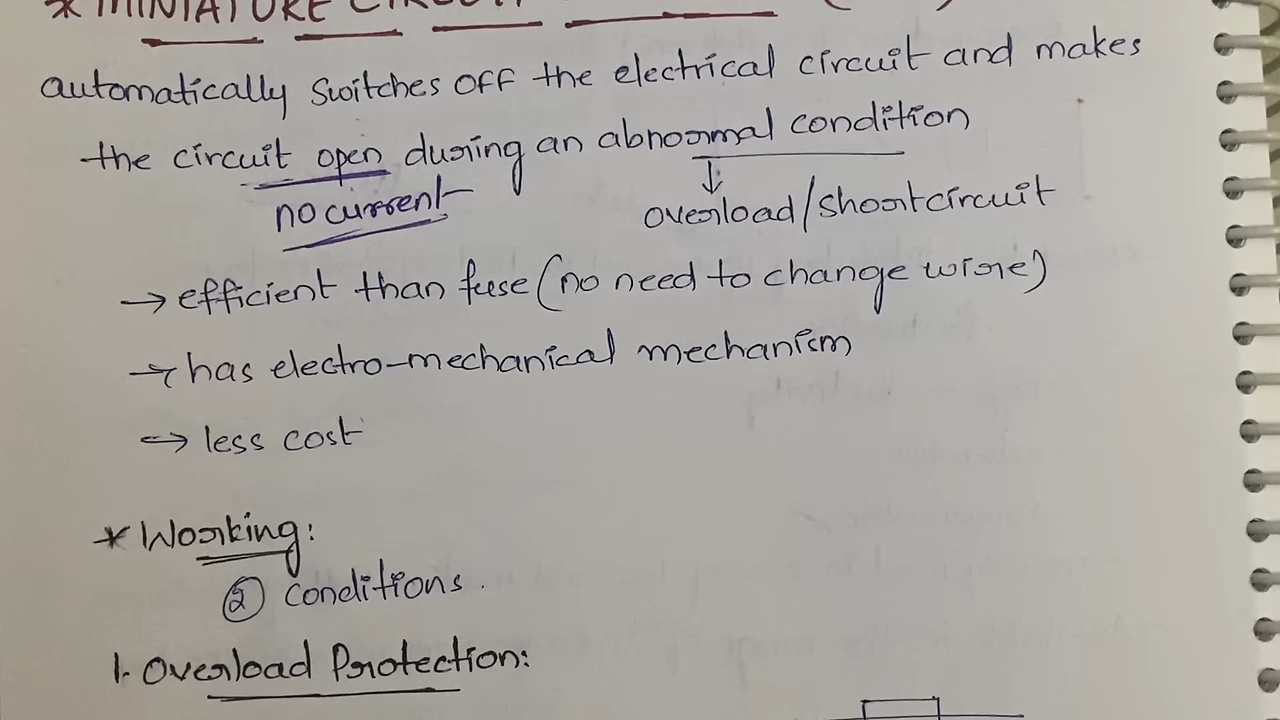 * MINIATURE CIRCUIT
automatically switches OFF the electrical circuit and makes
the circuit open during an abnormal condition
no current
overload/shortcircuit
→ efficient than fuse (no need to change wire)
→ has electro-mechanical mechanism
→ less cost
* Working:
② conditions.
1. Overload Protection: